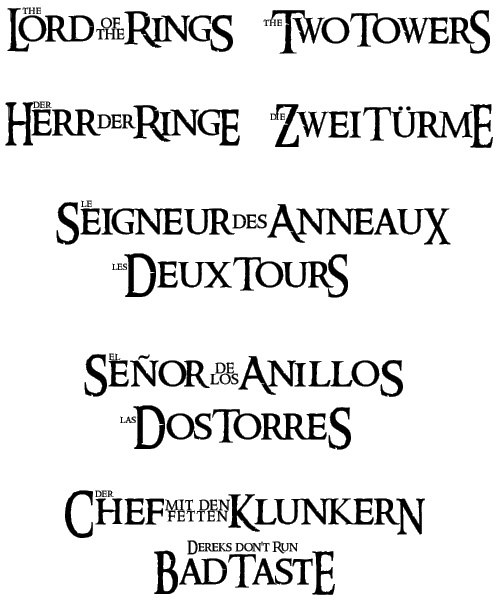 THE LORD OF THE RINGS THE TWO TOWERS
DER HERR DER RINGE DIE ZWEI TÜRME
LE SEIGNEUR DES ANNEAUX
LES DEUX TOURS
EL SEÑOR DE LOS ANILLOS
LAS DOS TORRES
DER CHEF MIT DEN FETTEN KLUNKERN
DEREKS DON'T RUN
BAD TASTE